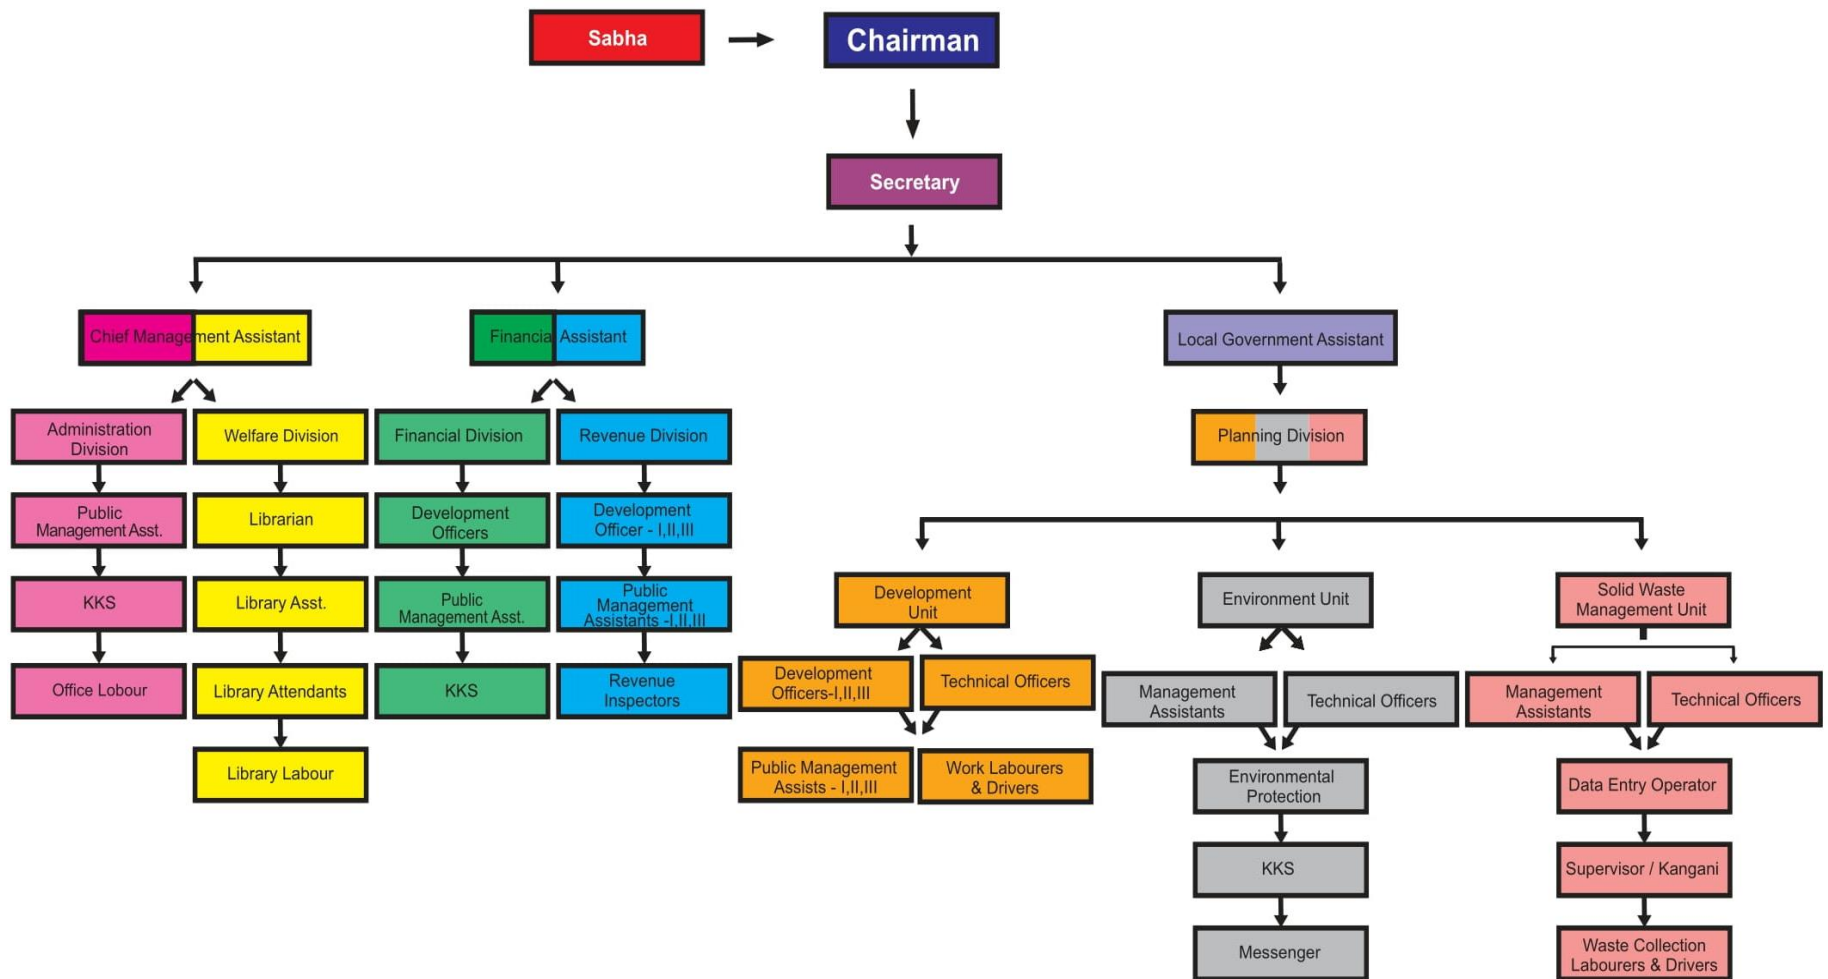 Sabha
Chairman
Secretary
Chief Management Assistant
Financial Assistant
Local Government Assistant
Administration
Division
Welfare Division
Financial Division
Revenue Division
Planning Division
Public
Management Asst.
Librarian
Development
Officers
Development
Officer - I,II,III
KKS
Library Asst.
Public
Management Asst.
Public
Management
Assistants -I,II,III
Office Lobour
Library Attendants
KKS
Revenue
Inspectors
Library Labour
Development
Unit
Environment Unit
Solid Waste
Management Unit
Development
Officers-I,II,III
Technical Officers
Management
Assistants
Technical Officers
Management
Assistants
Technical Officers
Public Management
Assists - I,II,III
Work Labourers
& Drivers
Environmental
Protection
Data Entry Operator
KKS
Supervisor / Kangani
Messenger
Waste Collection
Labourers & Drivers